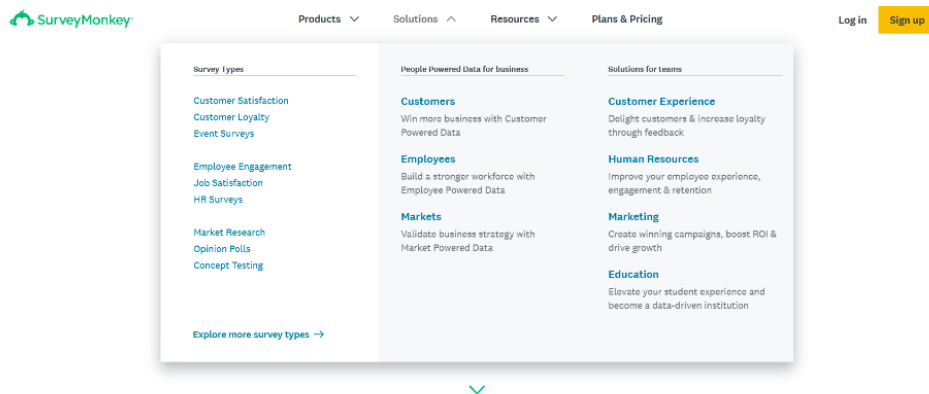 SurveyMonkey
Products Solutions Resources Plans & Pricing Log in Sign up
Survey Types
Customer Satisfaction
Customer Loyalty
Event Surveys
Employee Engagement
Job Satisfaction
HR Surveys
Market Research
Opinion Polls
Concept Testing
Explore more survey types →
People Powered Data for business
Customers
Win more business with Customer
Powered Data
Employees
Build a stronger workforce with
Employee Powered Data
Markets
Validate business strategy with
Market Powered Data
Solutions for teams
Customer Experience
Delight customers & increase loyalty
through feedback
Human Resources
Improve your employee experience,
engagement & retention
Marketing
Create winning campaigns, boost ROI &
drive growth
Education
Elevate your student experience and
become a data-driven institution